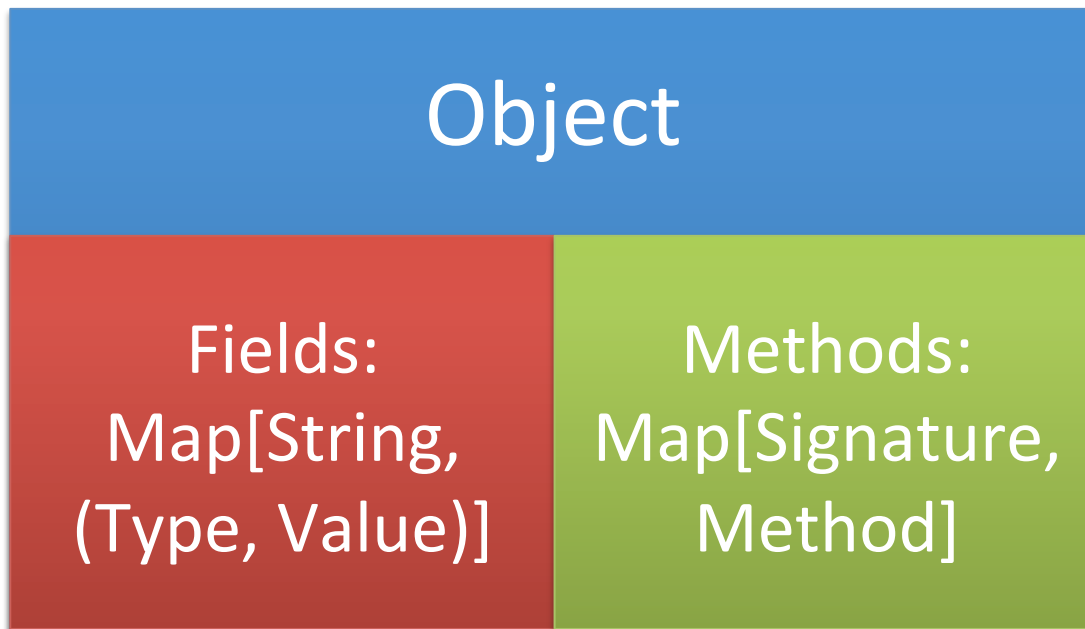 Object
Fields:
Map[String,
(Type, Value)]
Methods:
Map[Signature,
Method]